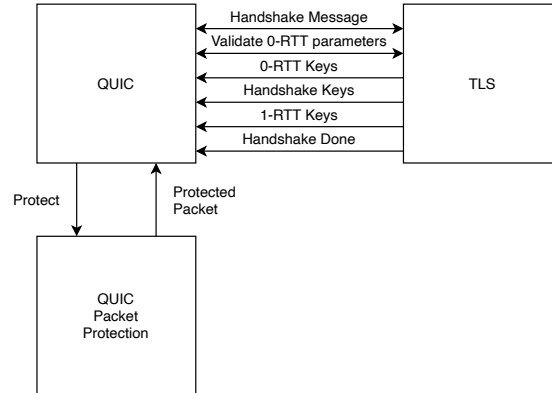 Handshake Message
Validate 0-RTT parameters
0-RTT Keys
QUIC
TLS
Handshake Keys
1-RTT Keys
Handshake Done
Protect
Protected
Packet
QUIC
Packet
Protection